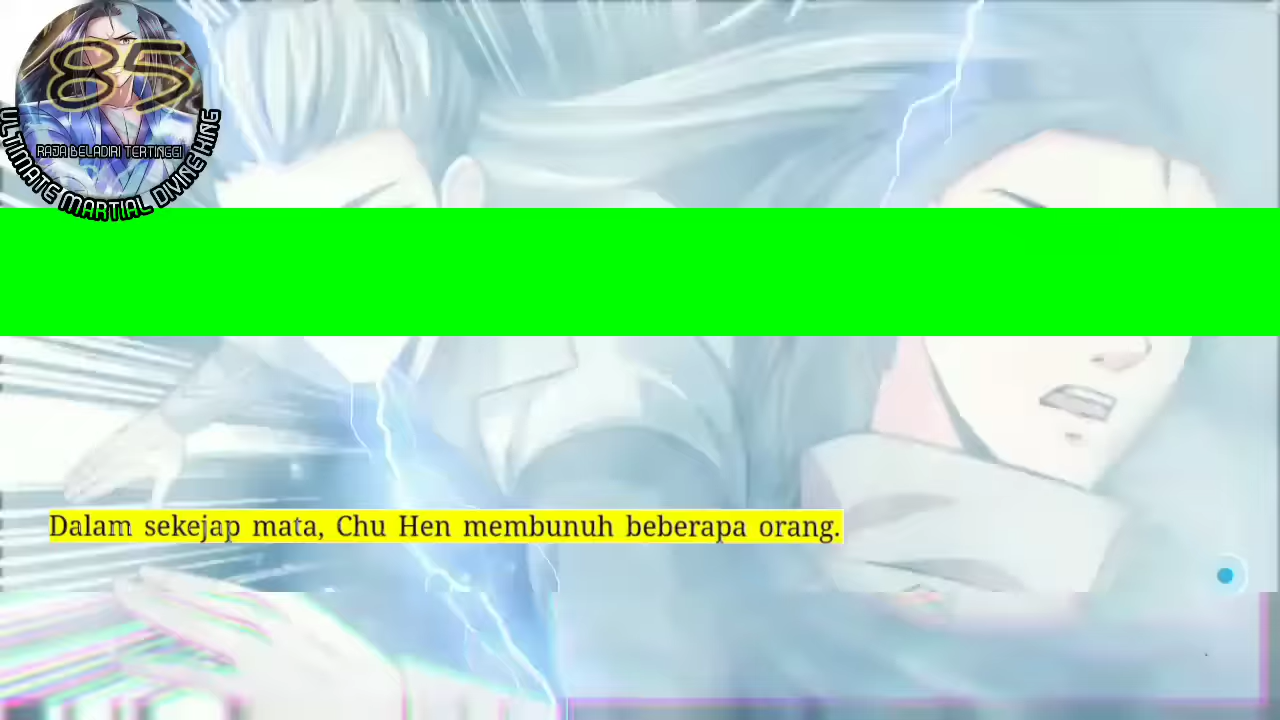 85
RAJA BELADIRI TERTINGGI
ULTIMATE MARTIAL DIVINE KING
Dalam sekejap mata, Chu Hen membunuh beberapa orang.